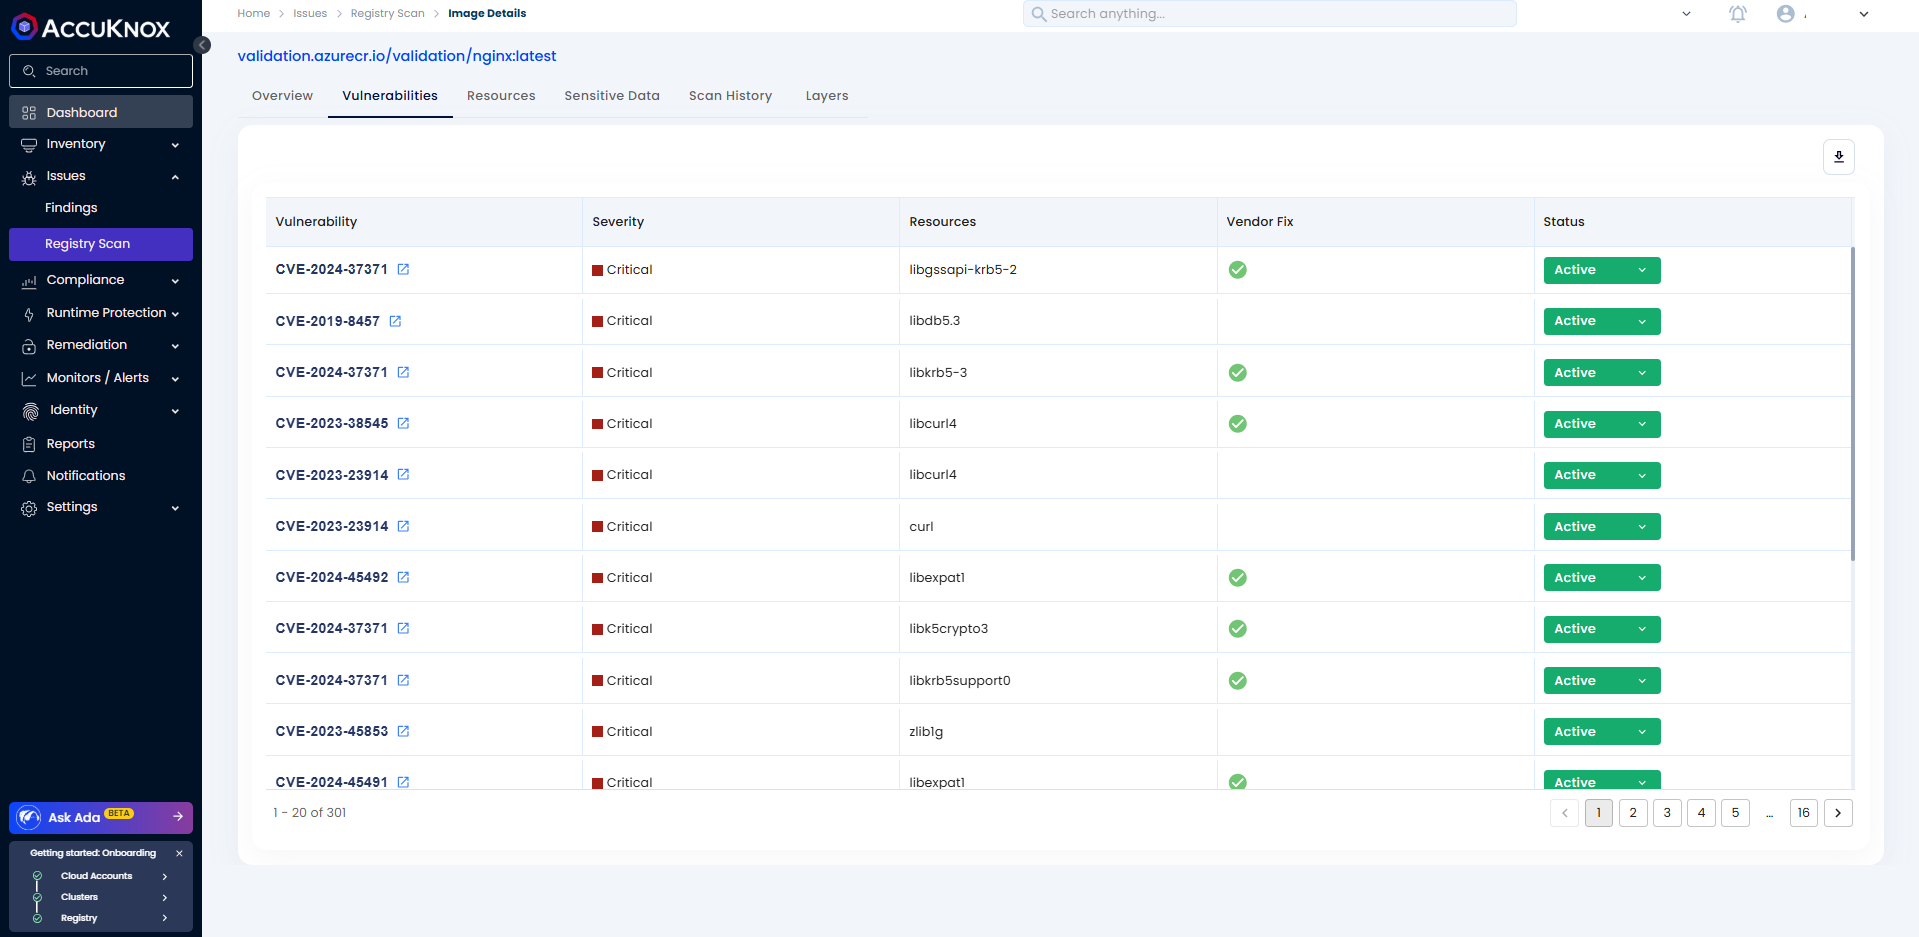 ACCUKNOX
Home > Issues > Registry Scan > Image Details
Search anything...
Search
Dashboard
Inventory
Issues
Findings
Registry Scan
Compliance
Runtime Protection
Remediation
Monitors / Alerts
Identity
Reports
Notifications
Settings
Ask Ada BETA
Getting started: Onboarding
Cloud Accounts
Clusters
Registry
validation.azurecr.io/validation/nginx:latest
Overview Vulnerabilities Resources Sensitive Data Scan History Layers
Vulnerability Severity Resources Vendor Fix Status
CVE-2024-37371 Critical libgssapi-krb5-2 Active
CVE-2019-8457 Critical libdb5.3 Active
CVE-2024-37371 Critical libkrb5-3 Active
CVE-2023-38545 Critical libcurl4 Active
CVE-2023-23914 Critical libcurl4 Active
CVE-2023-23914 Critical curl Active
CVE-2024-45492 Critical libexpat1 Active
CVE-2024-37371 Critical libk5crypto3 Active
CVE-2024-37371 Critical libkrb5support0 Active
CVE-2023-45853 Critical zlib1g Active
CVE-2024-45491 Critical libexpat1 Active
1 - 20 of 301
< 1 2 3 4 5 ... 16 >